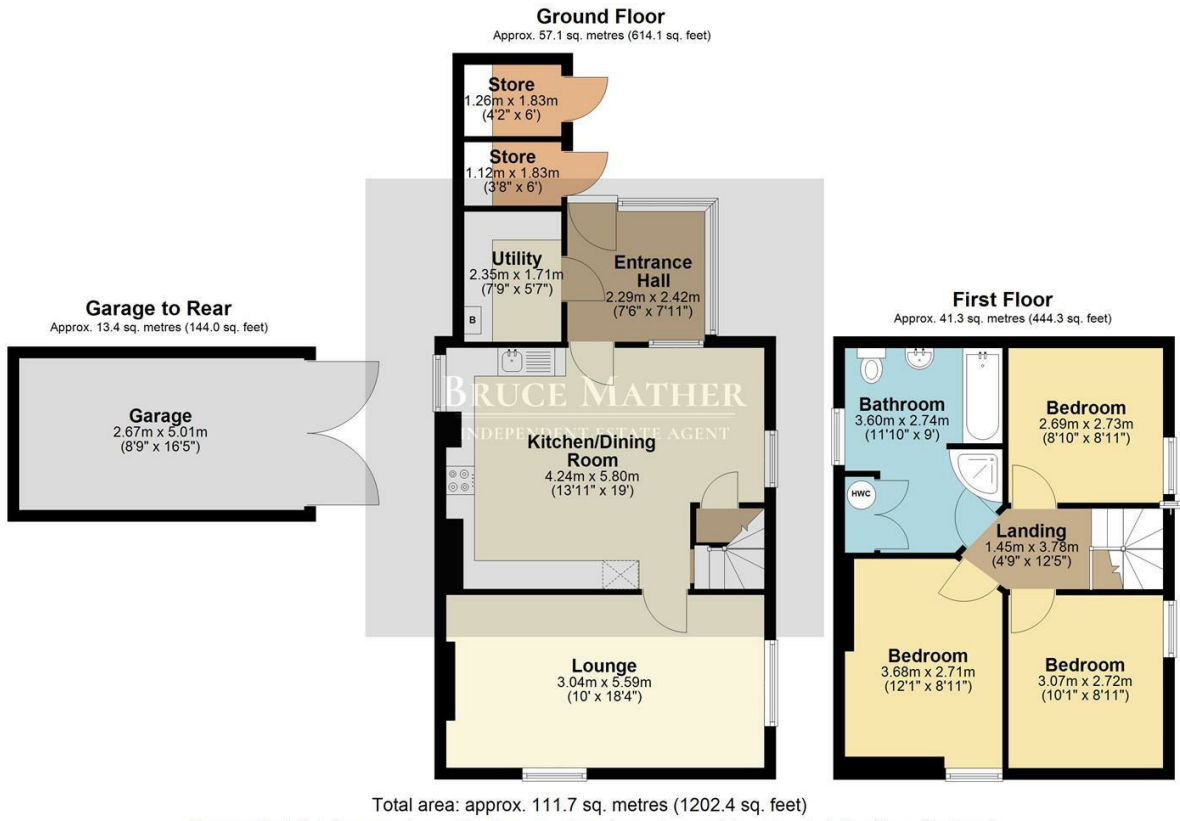 Ground Floor
Approx. 57.1 sq. metres (614.1 sq. feet)
Store
1.26m x 1.83m
(4'2" x 6')
Store
1.12m x 1.83m
(3'8" x 6')
Utility
2.35m x 1.71m
(7'9" x 5'7")
B
Entrance
Hall
2.29m x 2.42m
(7'6" x 7'11")
Garage to Rear
Approx. 13.4 sq. metres (144.0 sq. feet)
Garage
2.67m x 5.01m
(8'9" x 16'5")
BRUCE MATHER
INDEPENDENT ESTATE AGENT
Kitchen/Dining
Room
4.24m x 5.80m
(13'11" x 19')
Lounge
3.04m x 5.59m
(10' x 18'4")
First Floor
Approx. 41.3 sq. metres (444.3 sq. feet)
Bathroom
3.60m x 2.74m
(11'10" x 9')
HWC
Bedroom
2.69m x 2.73m
(8'10" x 8'11")
Landing
1.45m x 3.78m
(4'9" x 12'5")
Bedroom
3.68m x 2.71m
(12'1" x 8'11")
Bedroom
3.07m x 2.72m
(10'1" x 8'11")
Total area: approx. 111.7 sq. metres (1202.4 sq. feet)